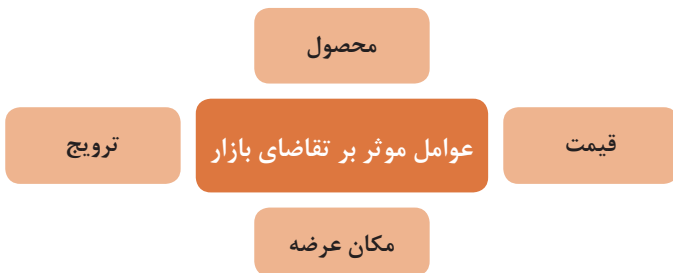 محصول
قیمت
عوامل موثر بر تقاضای بازار
ترویج
مکان عرضه